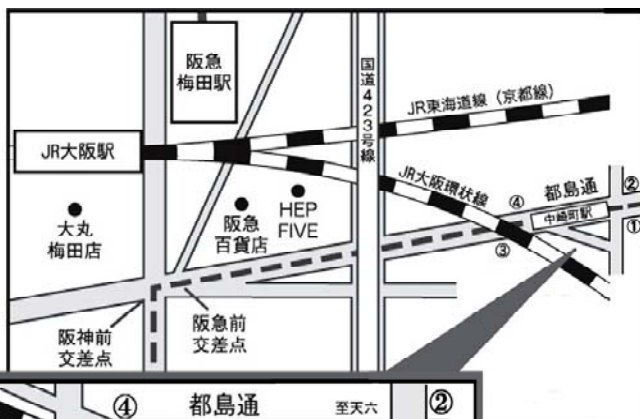 阪急
梅田駅
国道423号線
JR東海道線（京都線）
JR大阪駅
JR大阪環状線
大丸
梅田店
阪急
百貨店
HEP
FIVE
④
都島通
②
中崎町駅
①
③
阪神前
交差点
阪急前
交差点
④
都島通
至天六
②